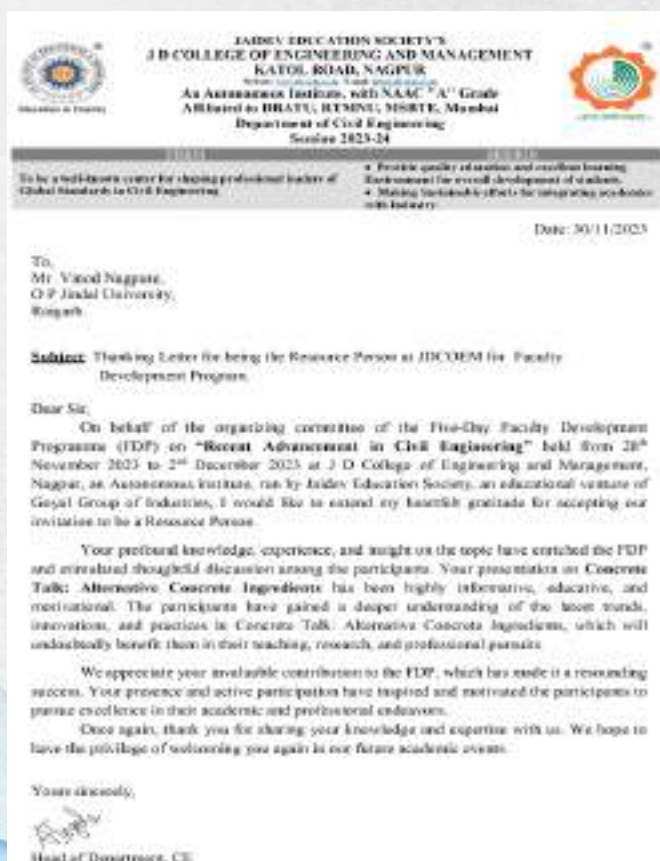 JAIDEV EDUCATION SOCIETY'S
J D COLLEGE OF ENGINEERING AND MANAGEMENT
KATOL ROAD, NAGPUR
An Autonomous Institute, with NAAC "A" Grade
Affiliated to DBATU, RTMNU, MSBTE, Mumbai
Department of Civil Engineering
Session 2023-24
To be a well-known center for shaping professional leaders of
Global Standards in Civil Engineering
• Provide quality education and excellent learning
Environment for overall development of students
• Making Sustainable efforts for integrating academics
with Industry
Date: 30/11/2023
To,
Mr. Vinod Nagpure,
O P Jindal University,
Subject: Thanking Letter for being the Resource Person at JDCOEM for Faculty
Development Program.
Dear Sir,
On behalf of the organizing committee of the Five-Day Faculty Development
Programme (FDP) on "Recent Advancement in Civil Engineering" held from 28th
November 2023 to 2nd December 2023 at J D College of Engineering and Management,
Nagpur, an Autonomous institute, run by Jaidev Education Society, an educational venture of
Goyal Group of Industries, I would like to extend my heartfelt gratitude for accepting our
invitation to be a Resource Person.
Your profound knowledge, experience, and insight on the topic have enriched the FDP
and stimulated thoughtful discussion among the participants. Your presentation on Concrete
Talk: Alternative Concrete Ingredients has been highly informative, educative, and
motivational. The participants have gained a deeper understanding of the latest trends,
innovations, and practices in Concrete Talk: Alternative Concrete Ingredients, which will
undoubtedly benefit them in their teaching, research, and professional pursuits.
We appreciate your invaluable contribution to the FDP, which has made it a resounding
success. Your presence and active participation have inspired and motivated the participants to
pursue excellence in their academic and professional endeavors.
Once again, thank you for sharing your knowledge and expertise with us. We hope to
have the privilege of welcoming you again in our future academic events.
Yours sincerely,
Head of Department, CE